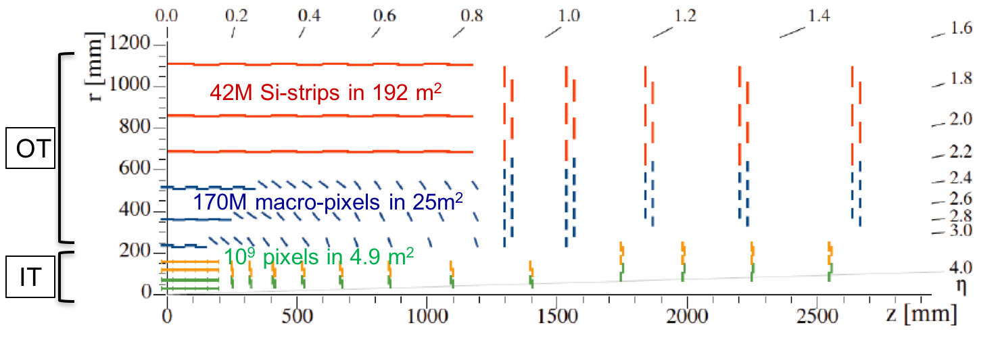 0.0 0.2 0.4 0.6 0.8 1.0 1.2 1.4 1.6
1200
1000
800
600
400
200
0
r [mm]
OT
IT
42M Si-strips in 192 m²
170M macro-pixels in 25m²
10⁹ pixels in 4.9 m²
1.8
2.0
2.2
2.4
2.6
2.8
3.0
4.0
η
0 500 1000 1500 2000 2500 z [mm]